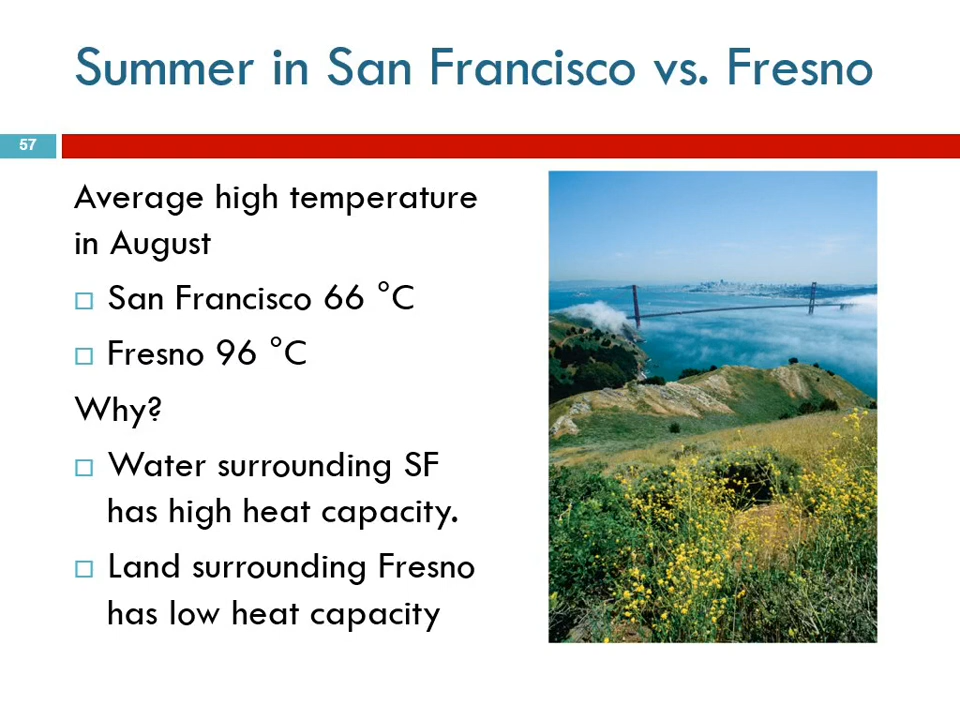 Summer in San Francisco vs. Fresno
57
Average high temperature
in August
San Francisco 66 °C
Fresno 96 °C
Why?
Water surrounding SF
has high heat capacity.
Land surrounding Fresno
has low heat capacity